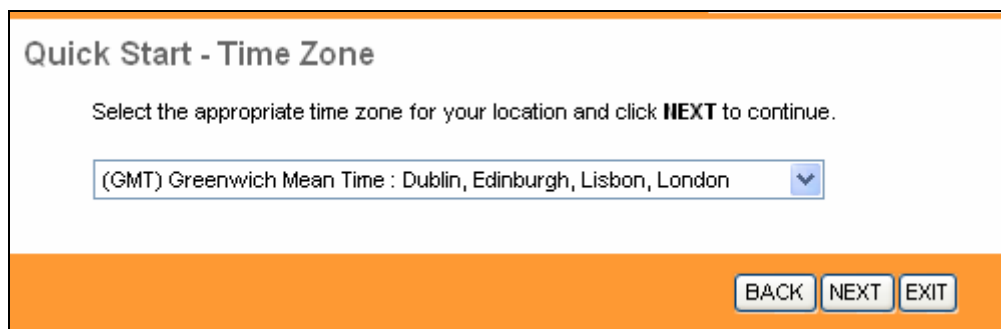 Quick Start - Time Zone
Select the appropriate time zone for your location and click NEXT to continue.
(GMT) Greenwich Mean Time : Dublin, Edinburgh, Lisbon, London
BACK NEXT EXIT